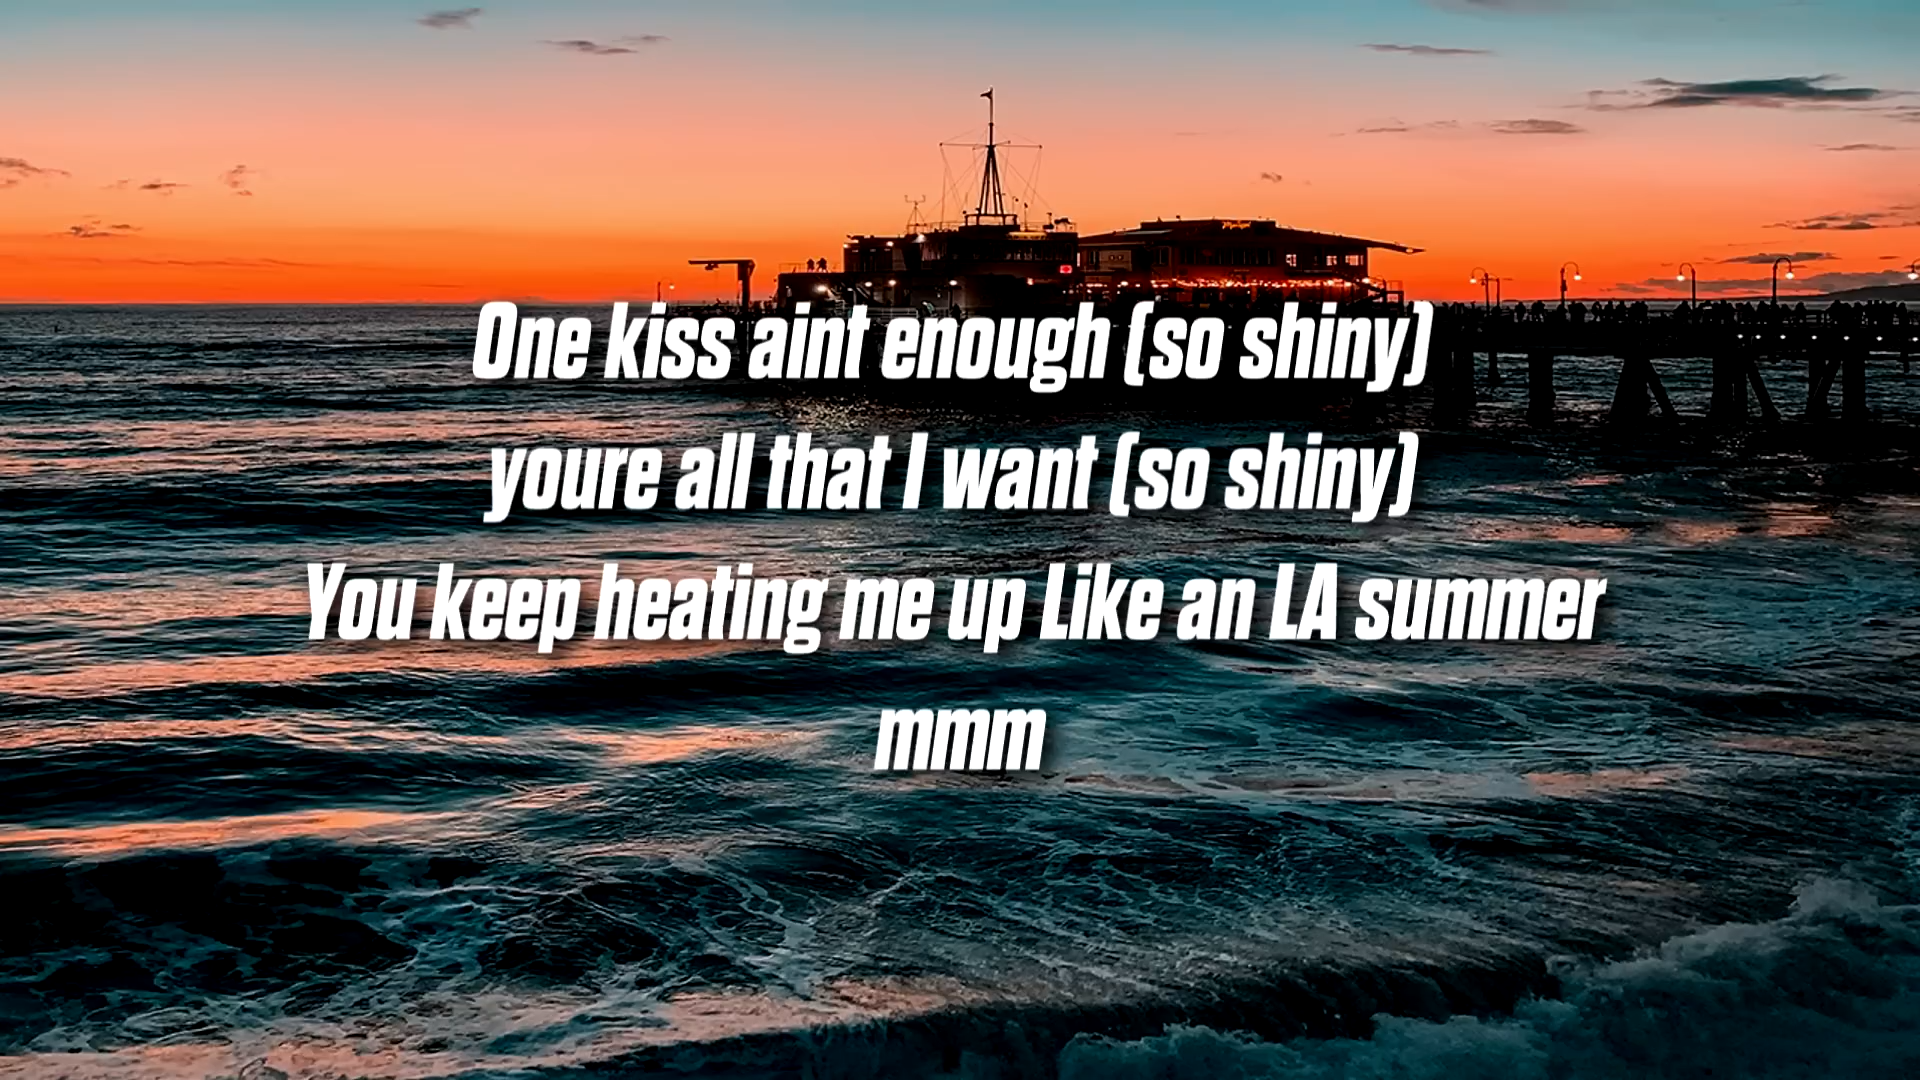 One kiss aint enough (so shiny)
youre all that I want (so shiny)
You keep heating me up Like an LA summer
mmm